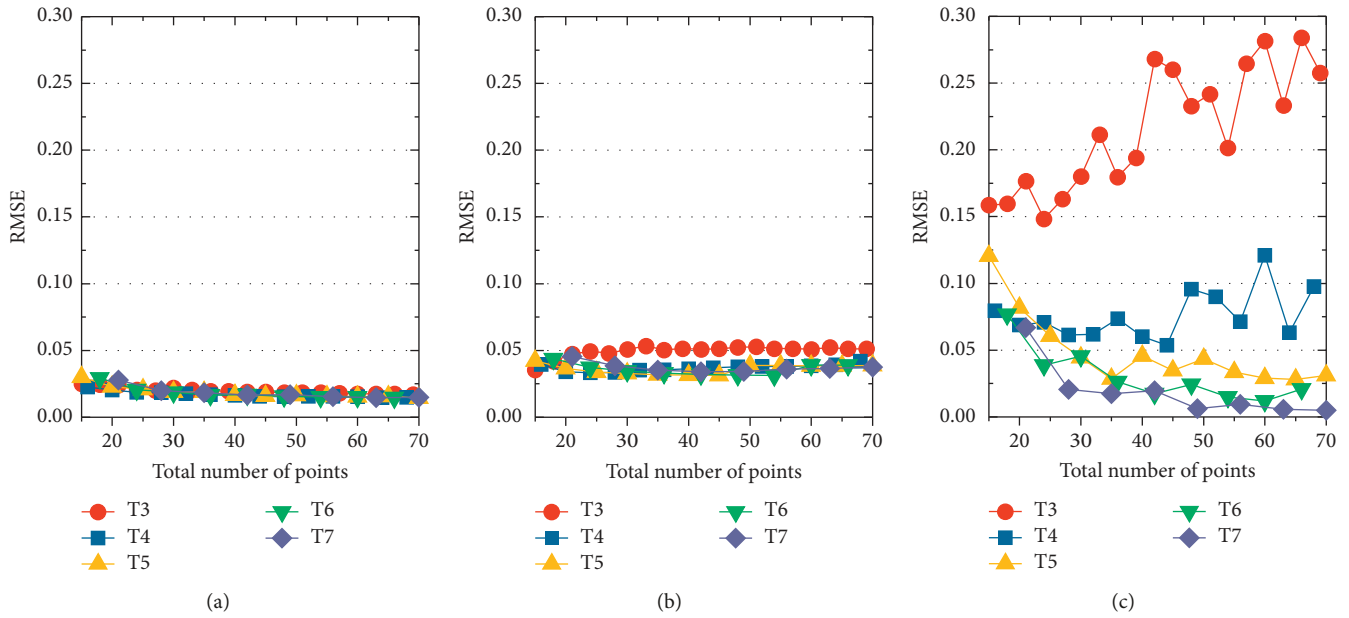 0.30
0.25
0.20
0.15
0.10
0.05
0.00
RMSE
20 30 40 50 60 70
Total number of points
T3 T6
T4 T7
T5
(a)
0.30
0.25
0.20
0.15
0.10
0.05
0.00
RMSE
20 30 40 50 60 70
Total number of points
T3 T6
T4 T7
T5
(b)
0.30
0.25
0.20
0.15
0.10
0.05
0.00
RMSE
20 30 40 50 60 70
Total number of points
T3 T6
T4 T7
T5
(c)